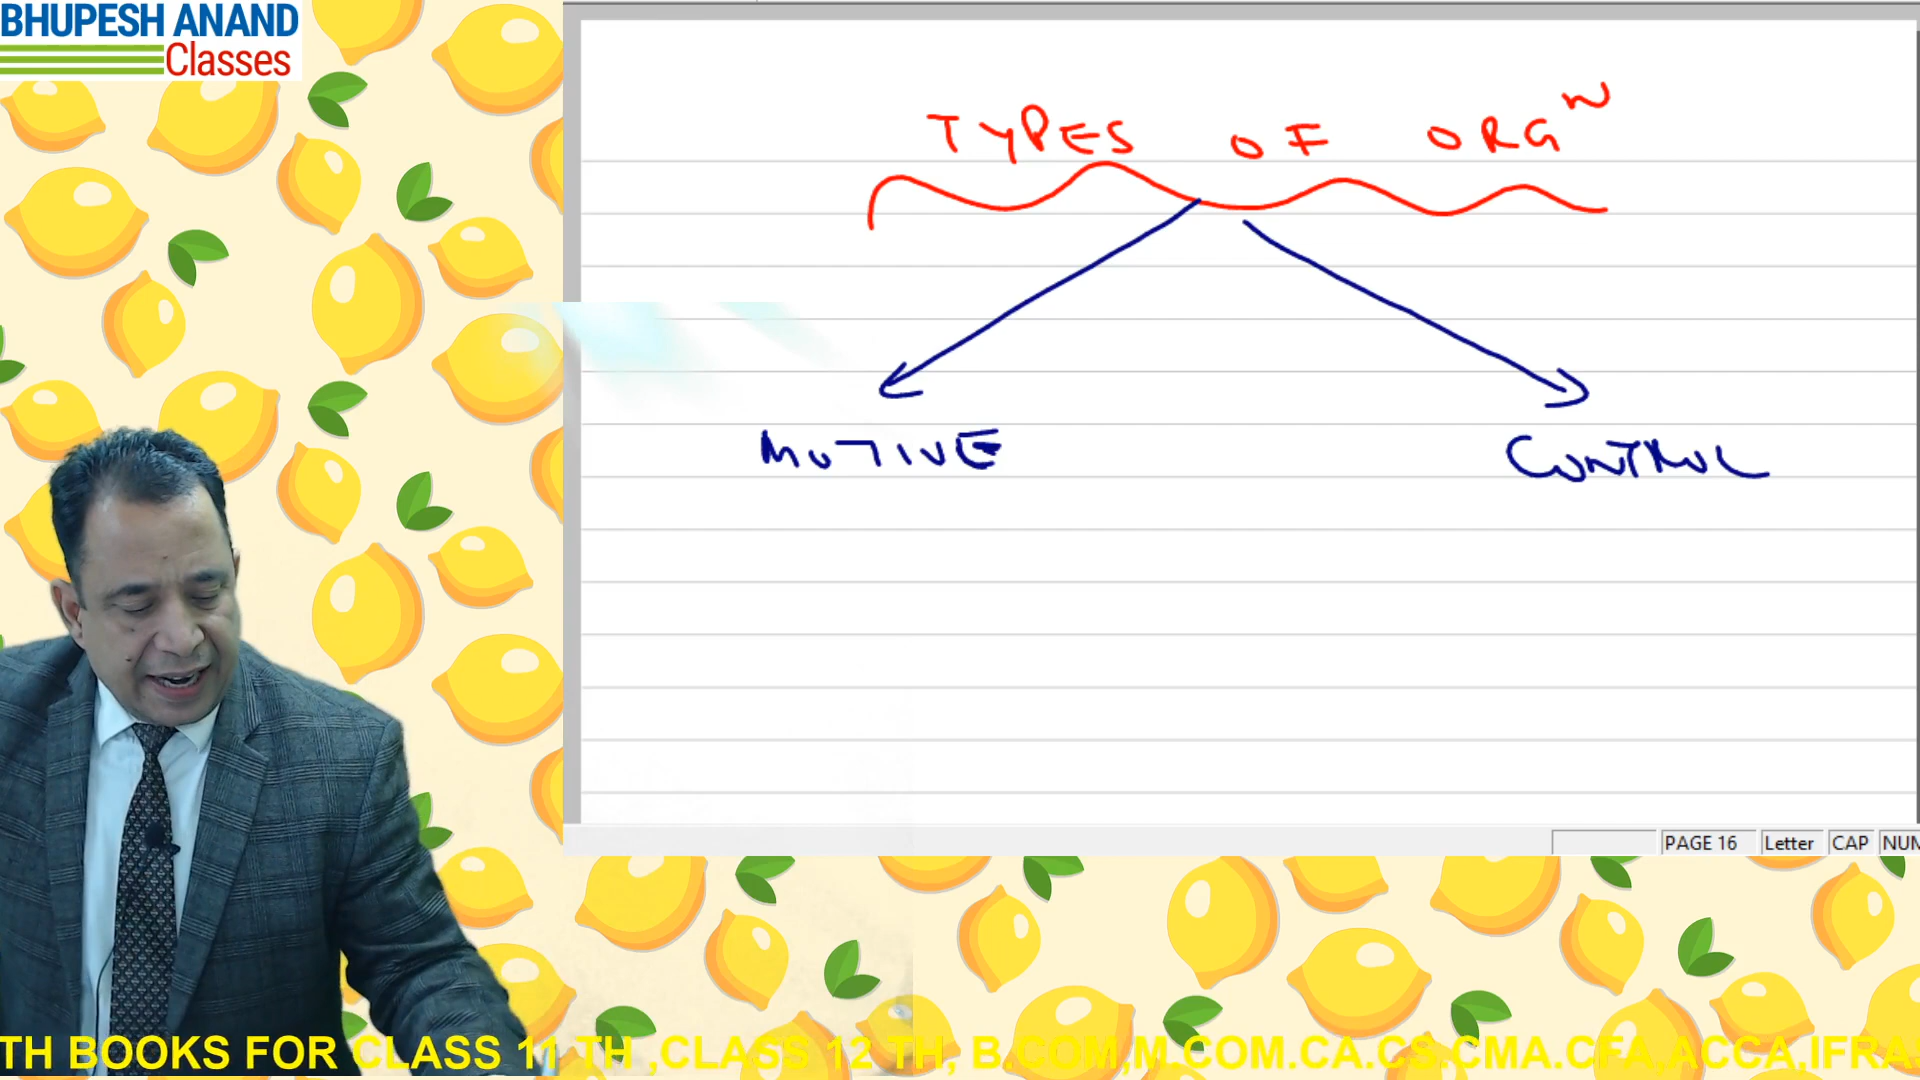 BHUPESH ANAND
Classes
TYPES OF ORGN
MOTIVE
CONTROL
PAGE 16 Letter CAP NUM
TH BOOKS FOR CLASS 11 TH ,CLASS 12 TH, B.COM,M.COM.CA.CS.CMA.CFA,ACCA,IFRA